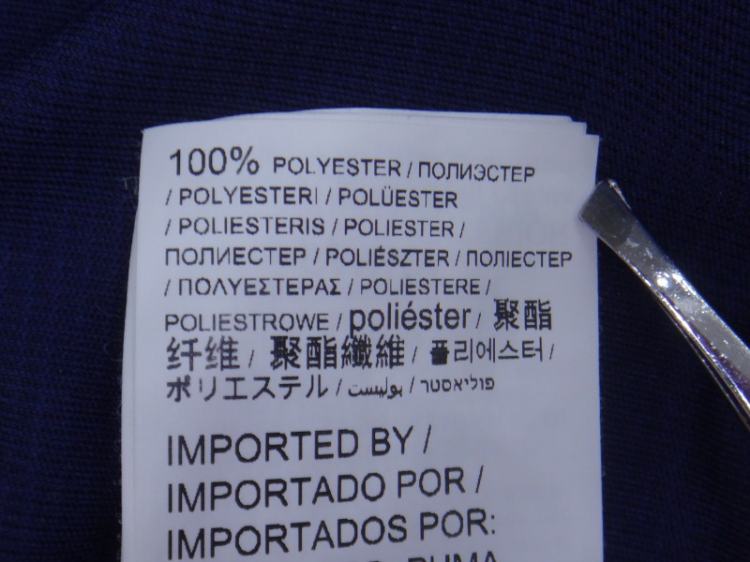 100% POLYESTER / ПОЛИЭСТЕР
/ POLYESTERI / POLÜESTER
/ POLIESTERIS / POLIESTER /
ПОЛИЕСТЕР / POLIÉSZTER / ПОЛІЕСТЕР
/ ΠΟΛΥΕΣΤΕΡΑΣ / POLIESTERE /
POLIESTROWE / poliéster / 聚酯
纤维 / 聚酯纖維 / 폴리에스터 /
ポリエステル / بوليست / פוליאסטר
IMPORTED BY /
IMPORTADO POR /
IMPORTADOS POR:
PUMA